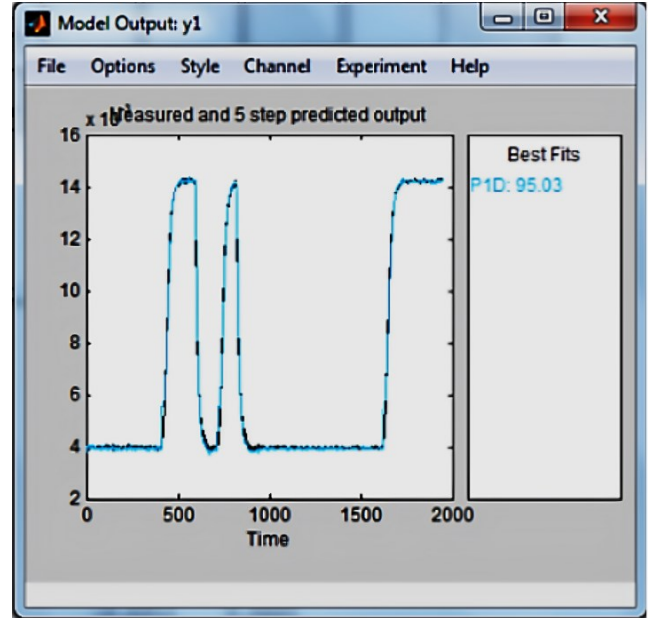 Model Output: y1
File Options Style Channel Experiment Help
Measured and 5 step predicted output
x 10
16
14
12
10
8
6
4
2
0 500 1000 1500 2000
Time
Best Fits
P1D: 95.03